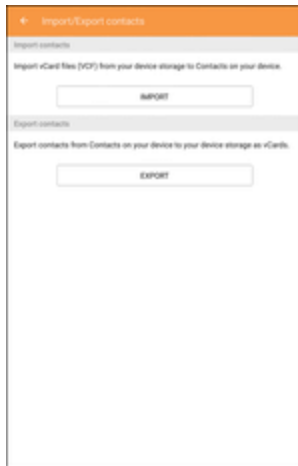 Import/Export contacts
Import contacts
Import vCard files (VCF) from your device storage to Contacts on your device.
IMPORT
Export contacts
Export contacts from Contacts on your device to your device storage as vCards.
EXPORT